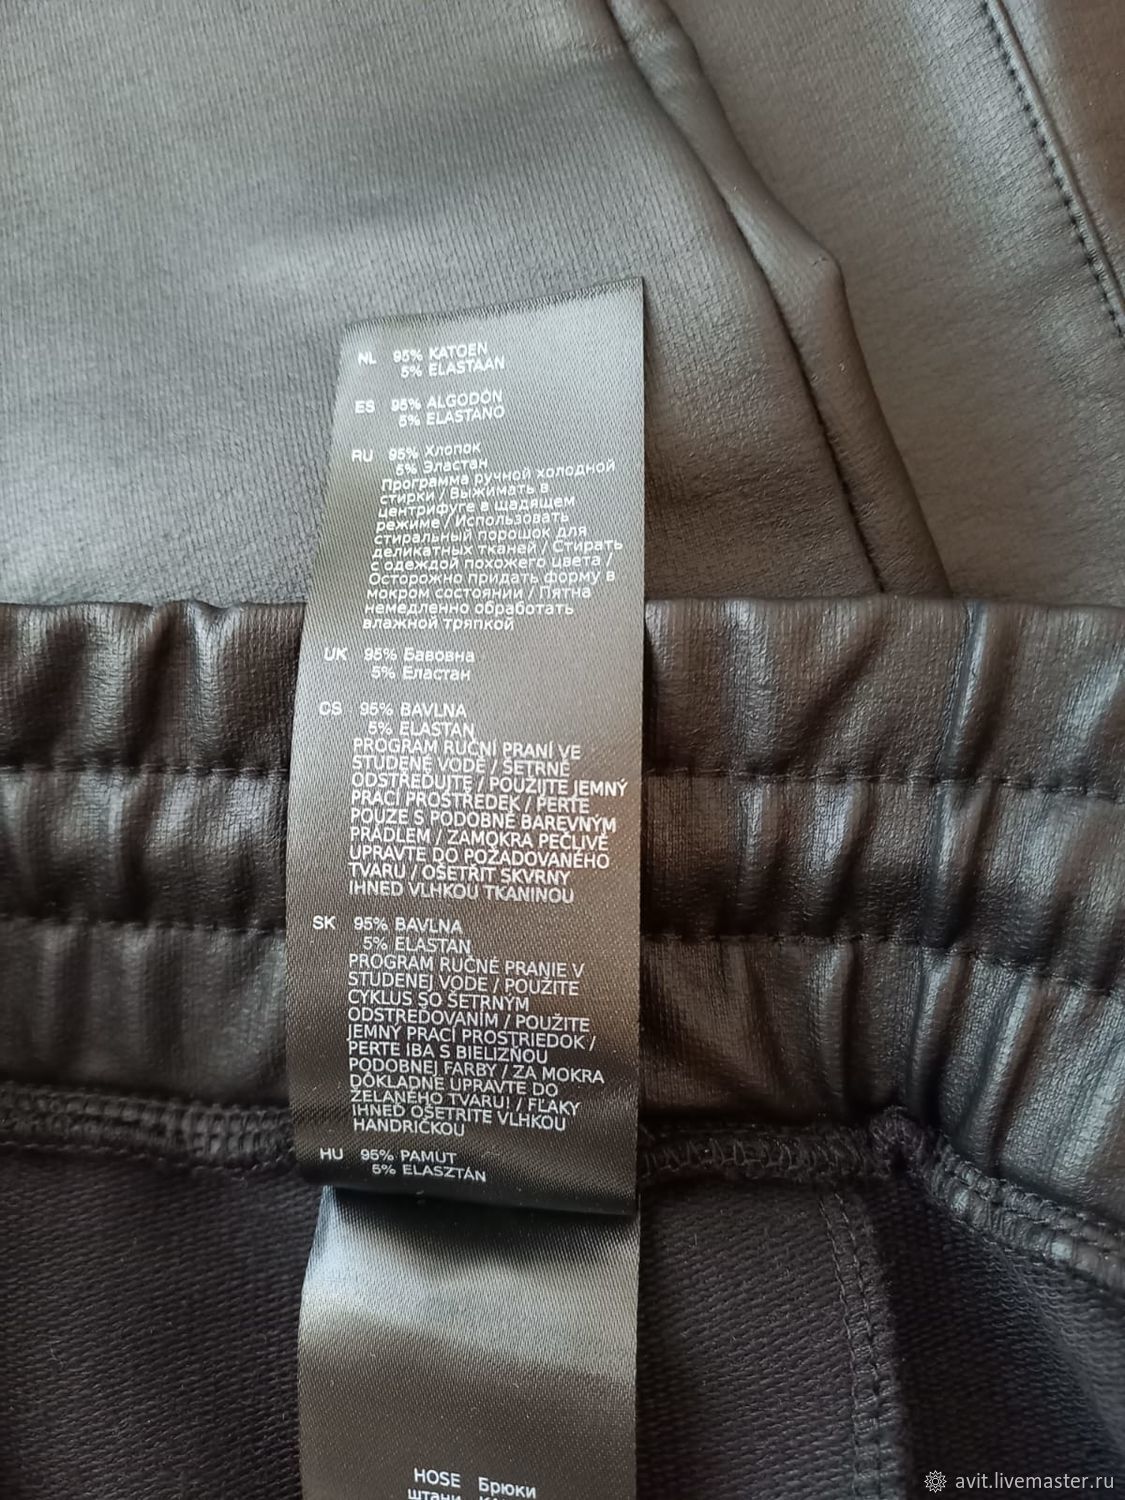 NL 95% KATOEN
5% ELASTAAN
ES 95% ALGODÓN
5% ELASTANO
RU 95% Хлопок
5% Эластан
Программа ручной холодной
стирки / Выжимать в
центрифуге в щадящем
режиме / Использовать
стиральный порошок для
деликатных тканей / Стирать
с одеждой похожего цвета /
Осторожно придать форму в
мокром состоянии / Пятна
немедленно обработать
влажной тряпкой
UK 95% Бавовна
5% Еластан
CS 95% BAVLNA
5% ELASTAN
PROGRAM RUČNÍ PRANÍ VE
STUDENÉ VODĚ / ŠETRNĚ
ODSTŘEĎUJTE / POUŽIJTE JEMNÝ
PRACÍ PROSTŘEDEK / PERTE
POUZE S PODOBNĚ BAREVNÝM
PRÁDLEM / ZAMOKRA PEČLIVĚ
UPRAVTE DO POŽADOVANÉHO
TVARU / OŠETŘIT SKVRNY
IHNED VLHKOU TKANINOU
SK 95% BAVLNA
5% ELASTAN
PROGRAM RUČNÉ PRANIE V
STUDENEJ VODE / POUŽITE
CYKLUS SO ŠETRNÝM
ODSTREĎOVANÍM / POUŽITE
JEMNÝ PRACÍ PROSTRIEDOK /
PERTE IBA S BIELIZŇOU
PODOBNEJ FARBY / ZA MOKRA
DÔKLADNE UPRAVTE DO
ŽELANÉHO TVARU! / FĽAKY
IHNEĎ OŠETRITE VLHKOU
HANDRIČKOU
HU 95% PAMUT
5% ELASZTÁN
HOSE Брюки
штани
avit.livemaster.ru